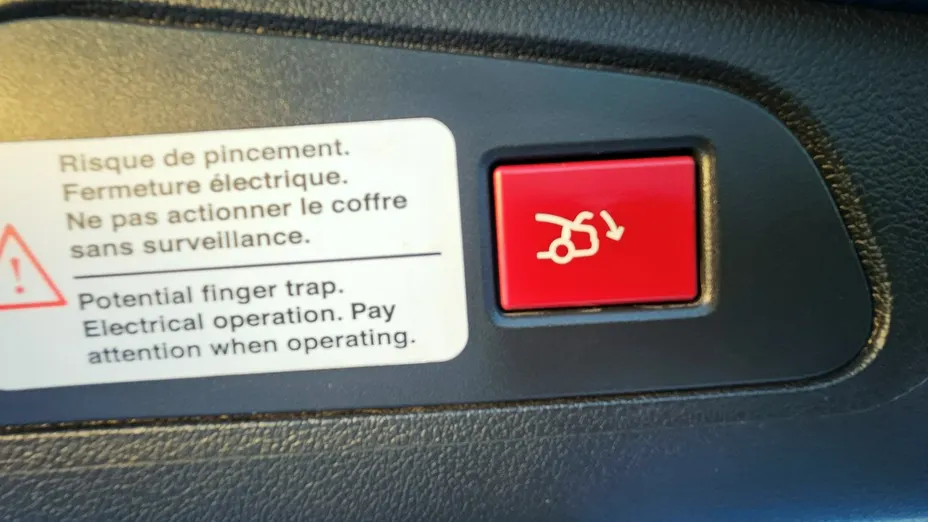 Risque de pincement.
Fermeture électrique.
Ne pas actionner le coffre
sans surveillance.
Potential finger trap.
Electrical operation. Pay
attention when operating.